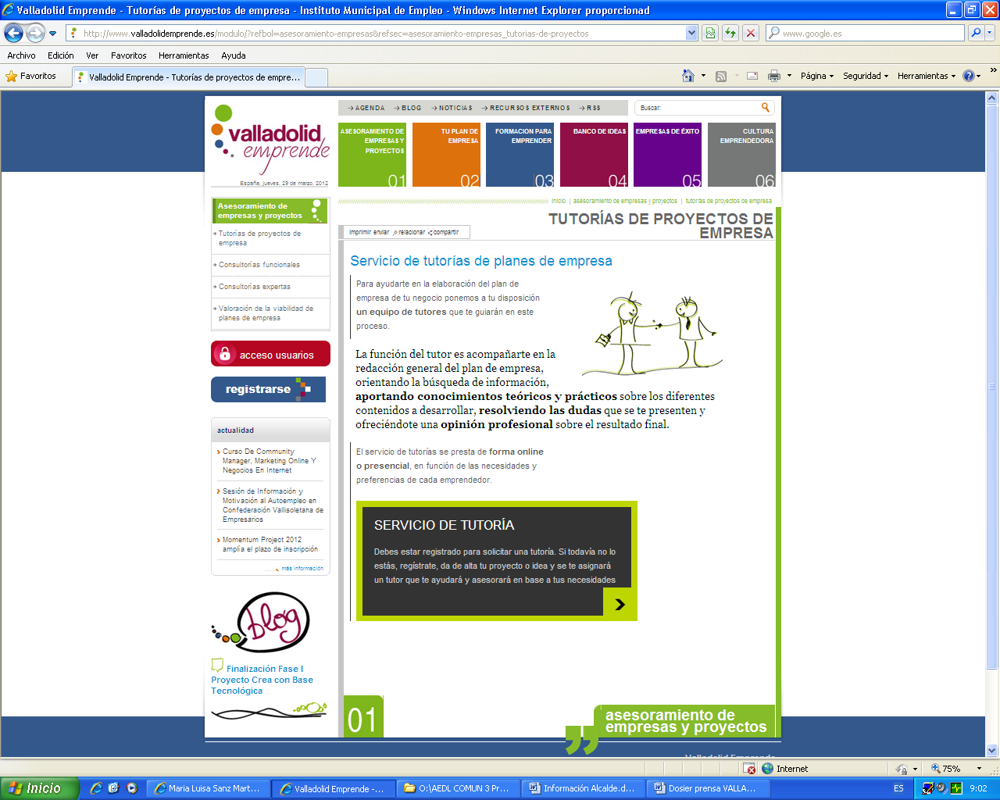 Valladolid Emprende - Tutorías de proyectos de empresa - Instituto Municipal de Empleo - Windows Internet Explorer proporcionad
http://www.valladolidemprende.es/modulo/?refbol=asesoramiento-empresas&refsec=asesoramiento-empresas_tutorias-de-proyectos
www.google.es
Archivo Edición Ver Favoritos Herramientas Ayuda
Favoritos
Valladolid Emprende - Tutorías de proyectos de empre...
Página Seguridad Herramientas
valladolid
emprende
España, jueves, 29 de marzo, 2012
AGENDA BLOG NOTICIAS RECURSOS EXTERNOS RSS
Buscar:
ASESORAMIENTO DE
EMPRESAS Y
PROYECTOS
01
TU PLAN DE
EMPRESA
02
FORMACION PARA
EMPRENDER
03
BANCO DE IDEAS
04
EMPRESAS DE ÉXITO
05
CULTURA
EMPRENDEDORA
06
Asesoramiento de
empresas y proyectos
Tutorías de proyectos de
empresa
Consultorías funcionales
Consultorías expertas
Valoración de la viabilidad de
planes de empresa
acceso usuarios
registrarse
actualidad
Curso De Community
Manager, Marketing Online Y
Negocios En Internet
Sesión de Información y
Motivación al Autoempleo en
Confederación Vallisoletana de
Empresarios
Momentum Project 2012
amplía el plazo de inscripción
más información
blog
Finalización Fase I
Proyecto Crea con Base
Tecnológica
inicio | asesoramiento de empresas y proyectos | tutorías de proyectos de empresa
TUTORÍAS DE PROYECTOS DE
EMPRESA
imprimir enviar relacionar compartir
Servicio de tutorías de planes de empresa
Para ayudarte en la elaboración del plan de
empresa de tu negocio ponemos a tu disposición
un equipo de tutores que te guiarán en este
proceso.
La función del tutor es acompañarte en la
redacción general del plan de empresa,
orientando la búsqueda de información,
aportando conocimientos teóricos y prácticos sobre los diferentes
contenidos a desarrollar, resolviendo las dudas que se te presenten y
ofreciéndote una opinión profesional sobre el resultado final.
El servicio de tutorías se presta de forma online
o presencial, en función de las necesidades y
preferencias de cada emprendedor.
SERVICIO DE TUTORÍA
Debes estar registrado para solicitar una tutoría. Si todavía no lo
estás, regístrate, da de alta tu proyecto o idea y se te asignará
un tutor que te ayudará y asesorará en base a tus necesidades
01
asesoramiento de
empresas y proyectos
Valladolid Emprende
Internet
75%
Inicio
Maria Luisa Sanz Mart...
Valladolid Emprende -...
O:\AEDL COMUN 3 Pr...
Información Alcalde.d...
Dosier prensa VALLA...
ES
9:02